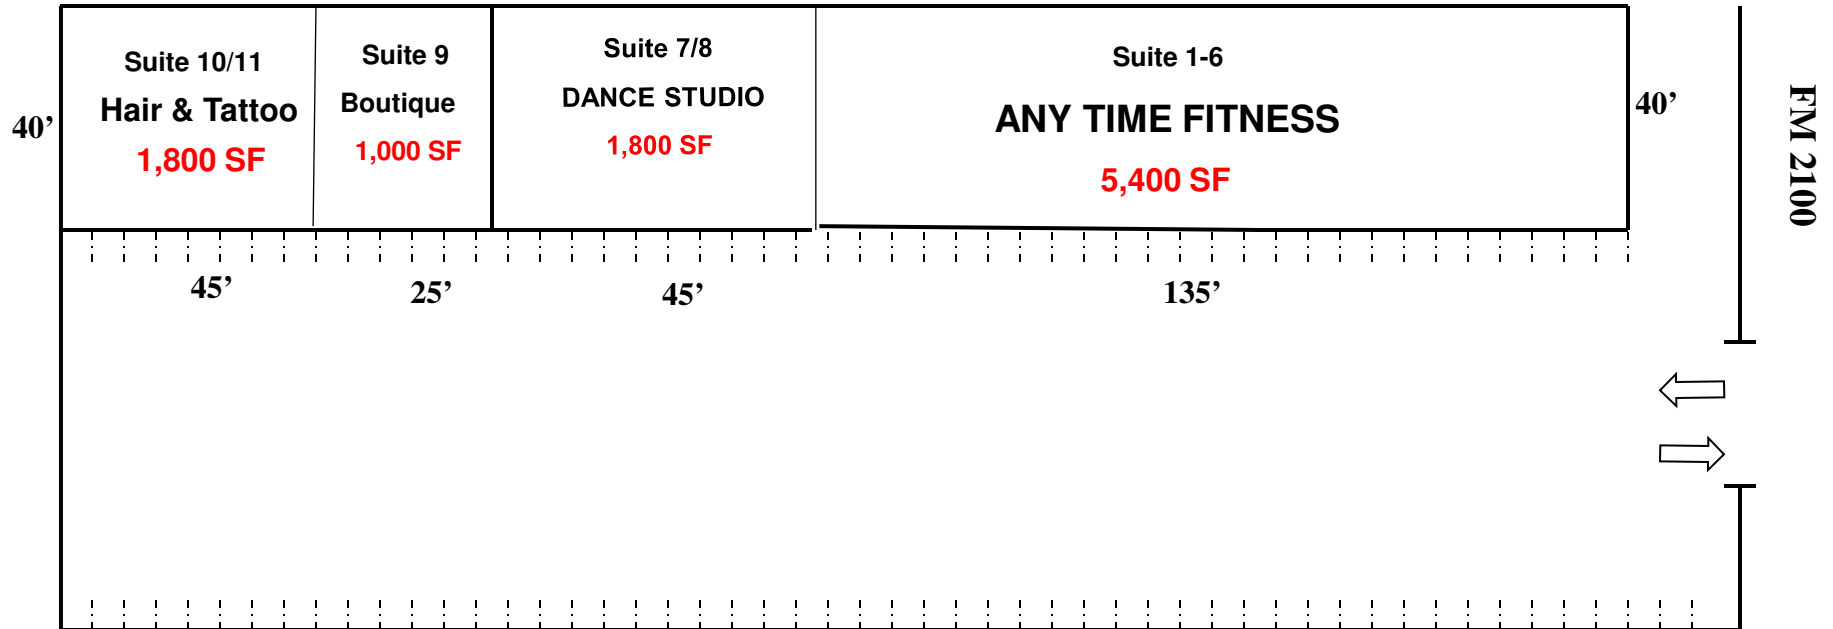 Suite 10/11
Hair & Tattoo
1,800 SF
Suite 9
Boutique
1,000 SF
Suite 7/8
DANCE STUDIO
1,800 SF
Suite 1-6
ANY TIME FITNESS
5,400 SF
40’
40’
FM 2100
45’
25’
45’
135’